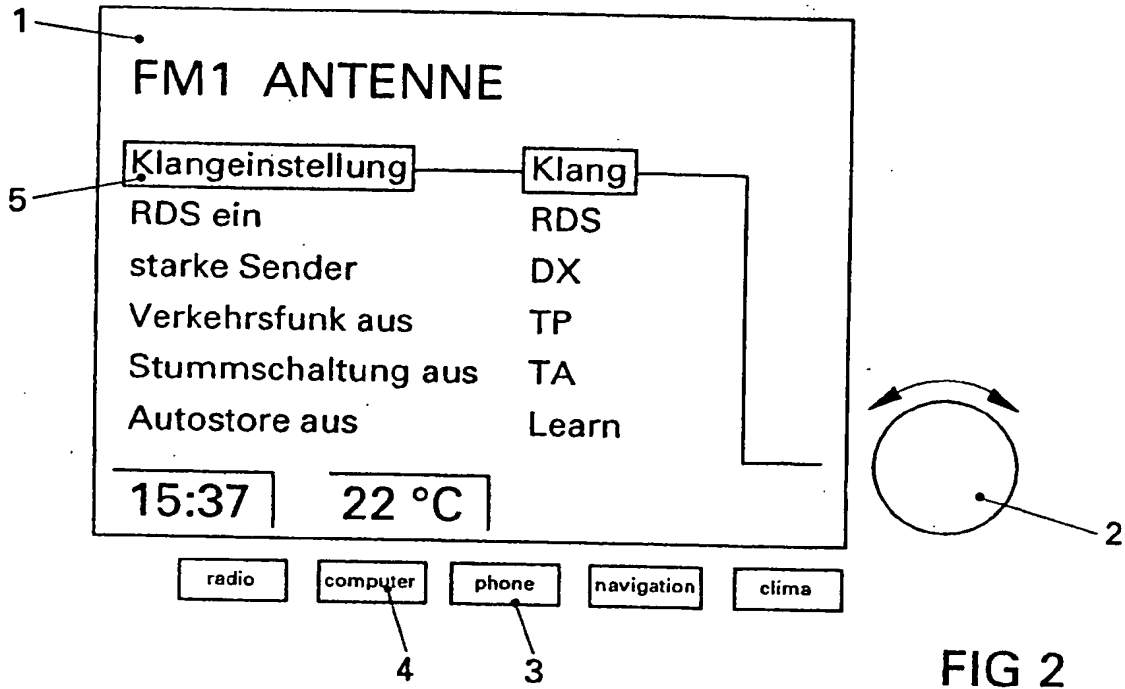 1
FM1 ANTENNE
Klangeinstellung Klang
5
RDS ein RDS
starke Sender DX
Verkehrsfunk aus TP
Stummschaltung aus TA
Autostore aus Learn
15:37 22 °C
2
radio computer phone navigation clima
4 3
FIG 2